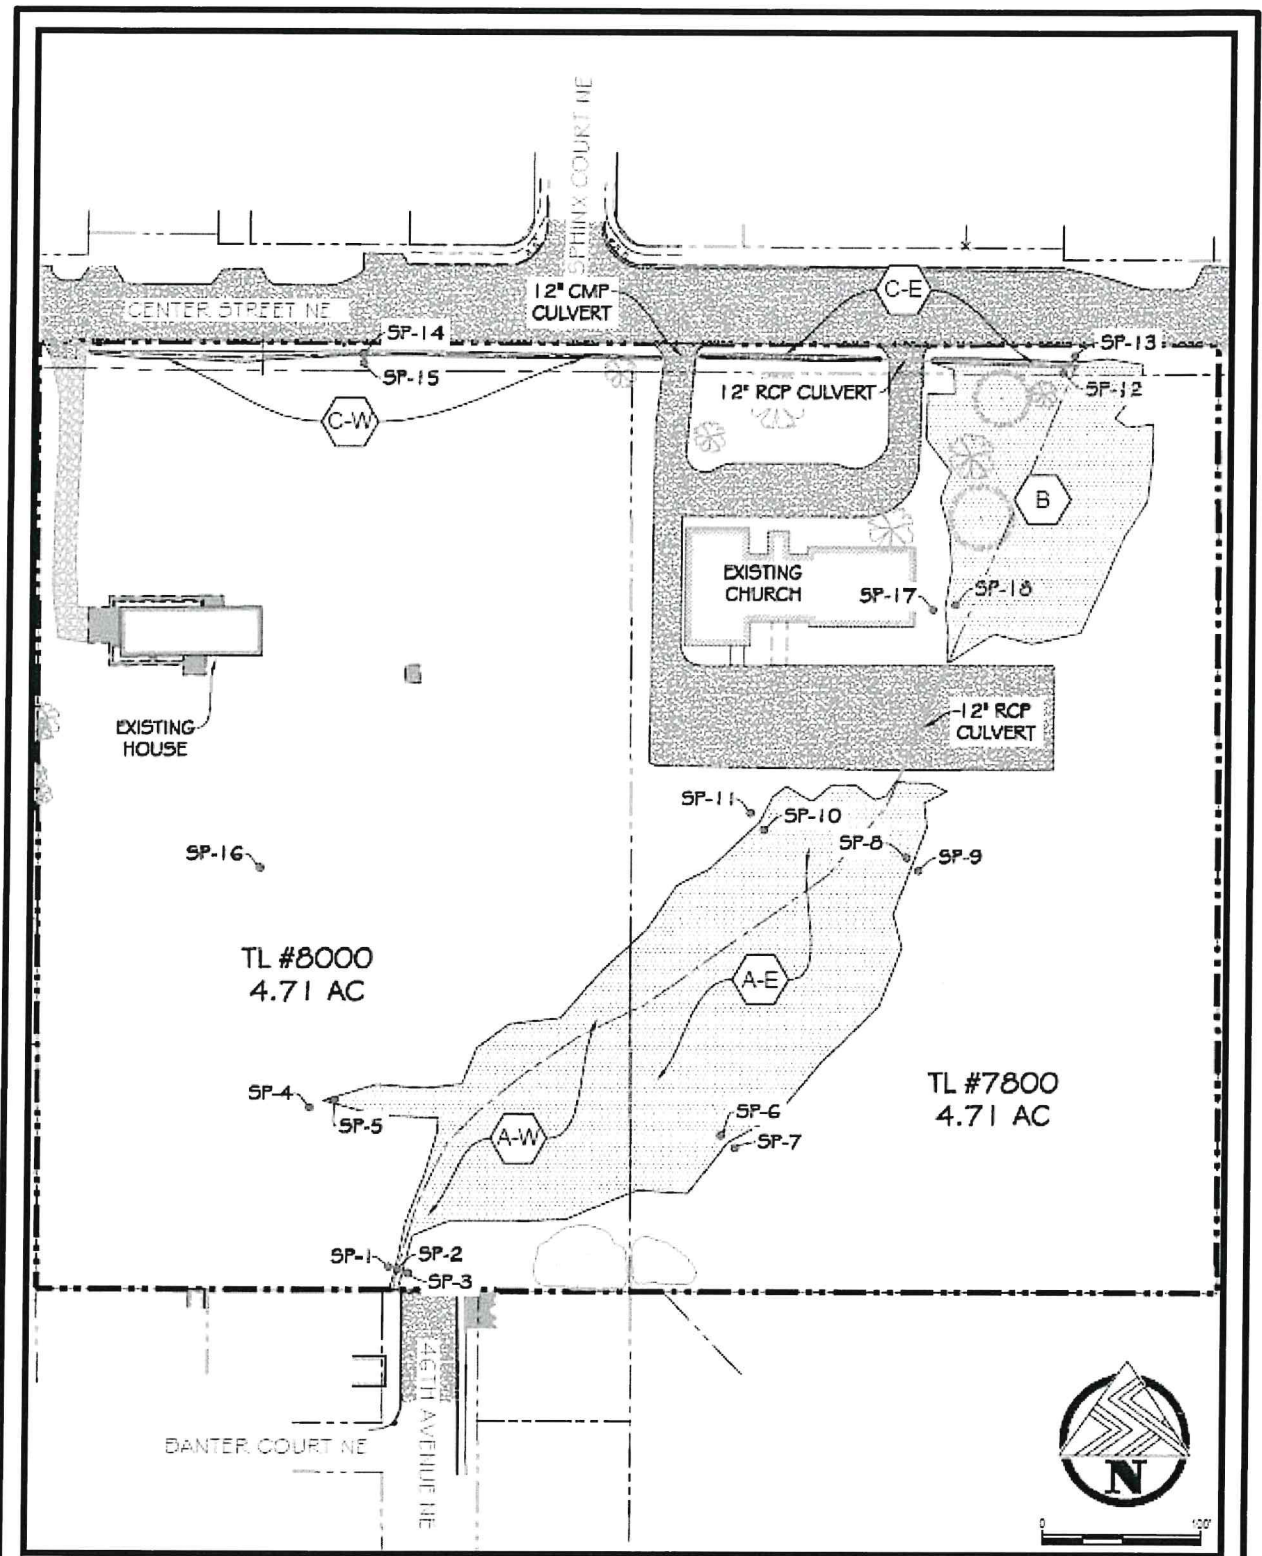 SPHINX COURT NE
CENTER STREET NE
12" CMP
CULVERT
C-E
SP-14
SP-15
SP-13
SP-12
12" RCP CULVERT
C-W
B
EXISTING
CHURCH
SP-17
SP-18
EXISTING
HOUSE
12" RCP
CULVERT
SP-11
SP-10
SP-8
SP-9
SP-16
TL #8000
4.71 AC
A-E
TL #7800
4.71 AC
SP-4
SP-5
A-W
SP-6
SP-7
SP-1
SP-2
SP-3
46TH AVENUE NE
BANTER COURT NE
N
0
100'